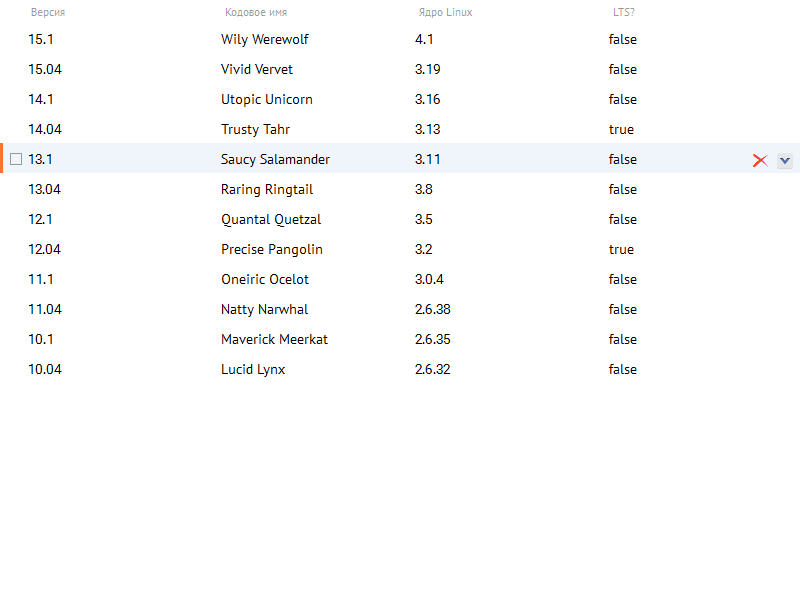 Версия Кодовое имя Ядро Linux LTS?
15.1 Wily Werewolf 4.1 false
15.04 Vivid Vervet 3.19 false
14.1 Utopic Unicorn 3.16 false
14.04 Trusty Tahr 3.13 true
13.1 Saucy Salamander 3.11 false
13.04 Raring Ringtail 3.8 false
12.1 Quantal Quetzal 3.5 false
12.04 Precise Pangolin 3.2 true
11.1 Oneiric Ocelot 3.0.4 false
11.04 Natty Narwhal 2.6.38 false
10.1 Maverick Meerkat 2.6.35 false
10.04 Lucid Lynx 2.6.32 false